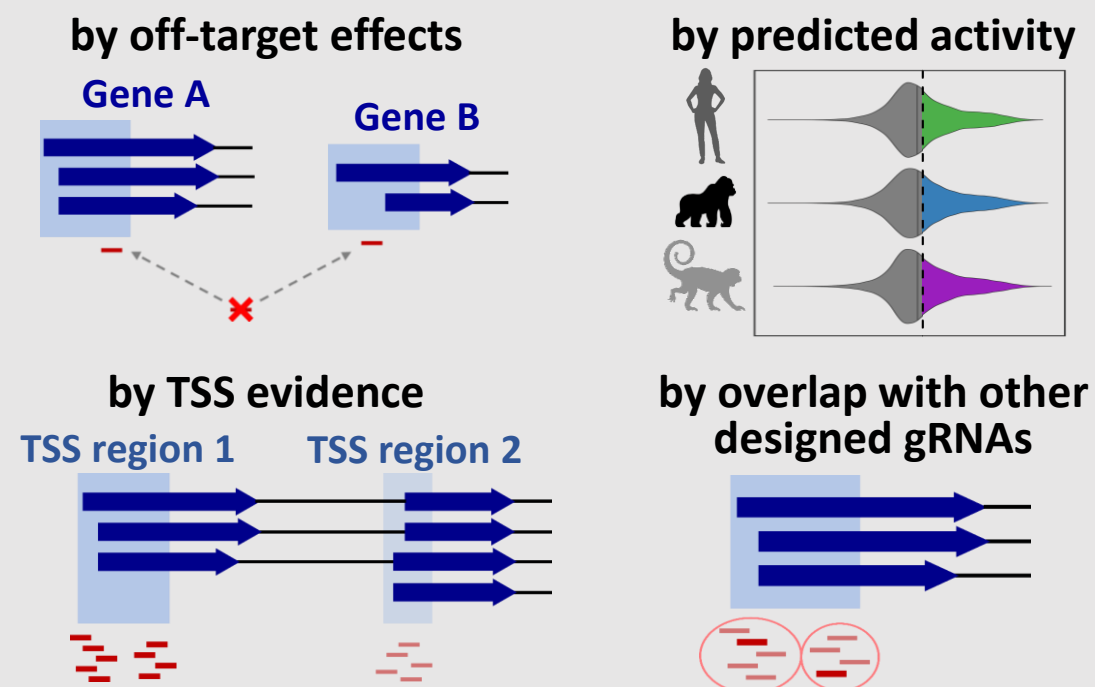 by off-target effects
Gene A
Gene B
by predicted activity
by TSS evidence
TSS region 1
TSS region 2
by overlap with other
designed gRNAs